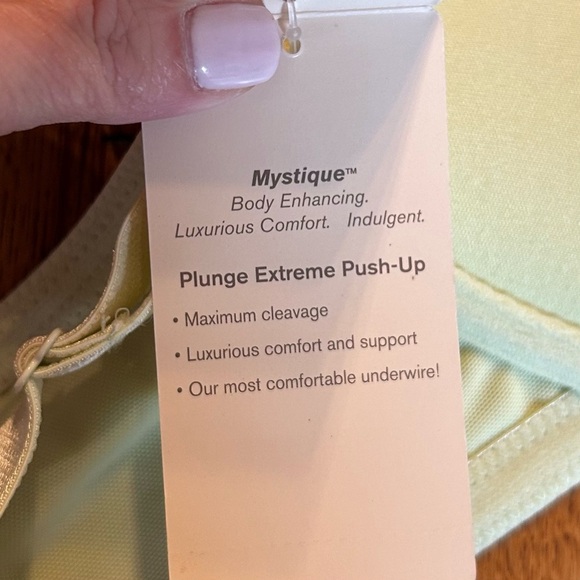 Mystique™
Body Enhancing.
Luxurious Comfort. Indulgent.
Plunge Extreme Push-Up
• Maximum cleavage
• Luxurious comfort and support
• Our most comfortable underwire!